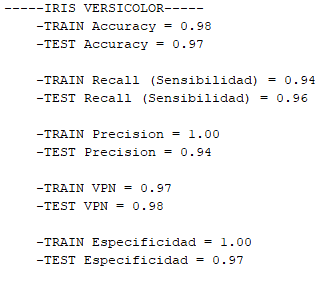 -----IRIS VERSICOLOR-----
-TRAIN Accuracy = 0.98
-TEST Accuracy = 0.97
-TRAIN Recall (Sensibilidad) = 0.94
-TEST Recall (Sensibilidad) = 0.96
-TRAIN Precision = 1.00
-TEST Precision = 0.94
-TRAIN VPN = 0.97
-TEST VPN = 0.98
-TRAIN Especificidad = 1.00
-TEST Especificidad = 0.97